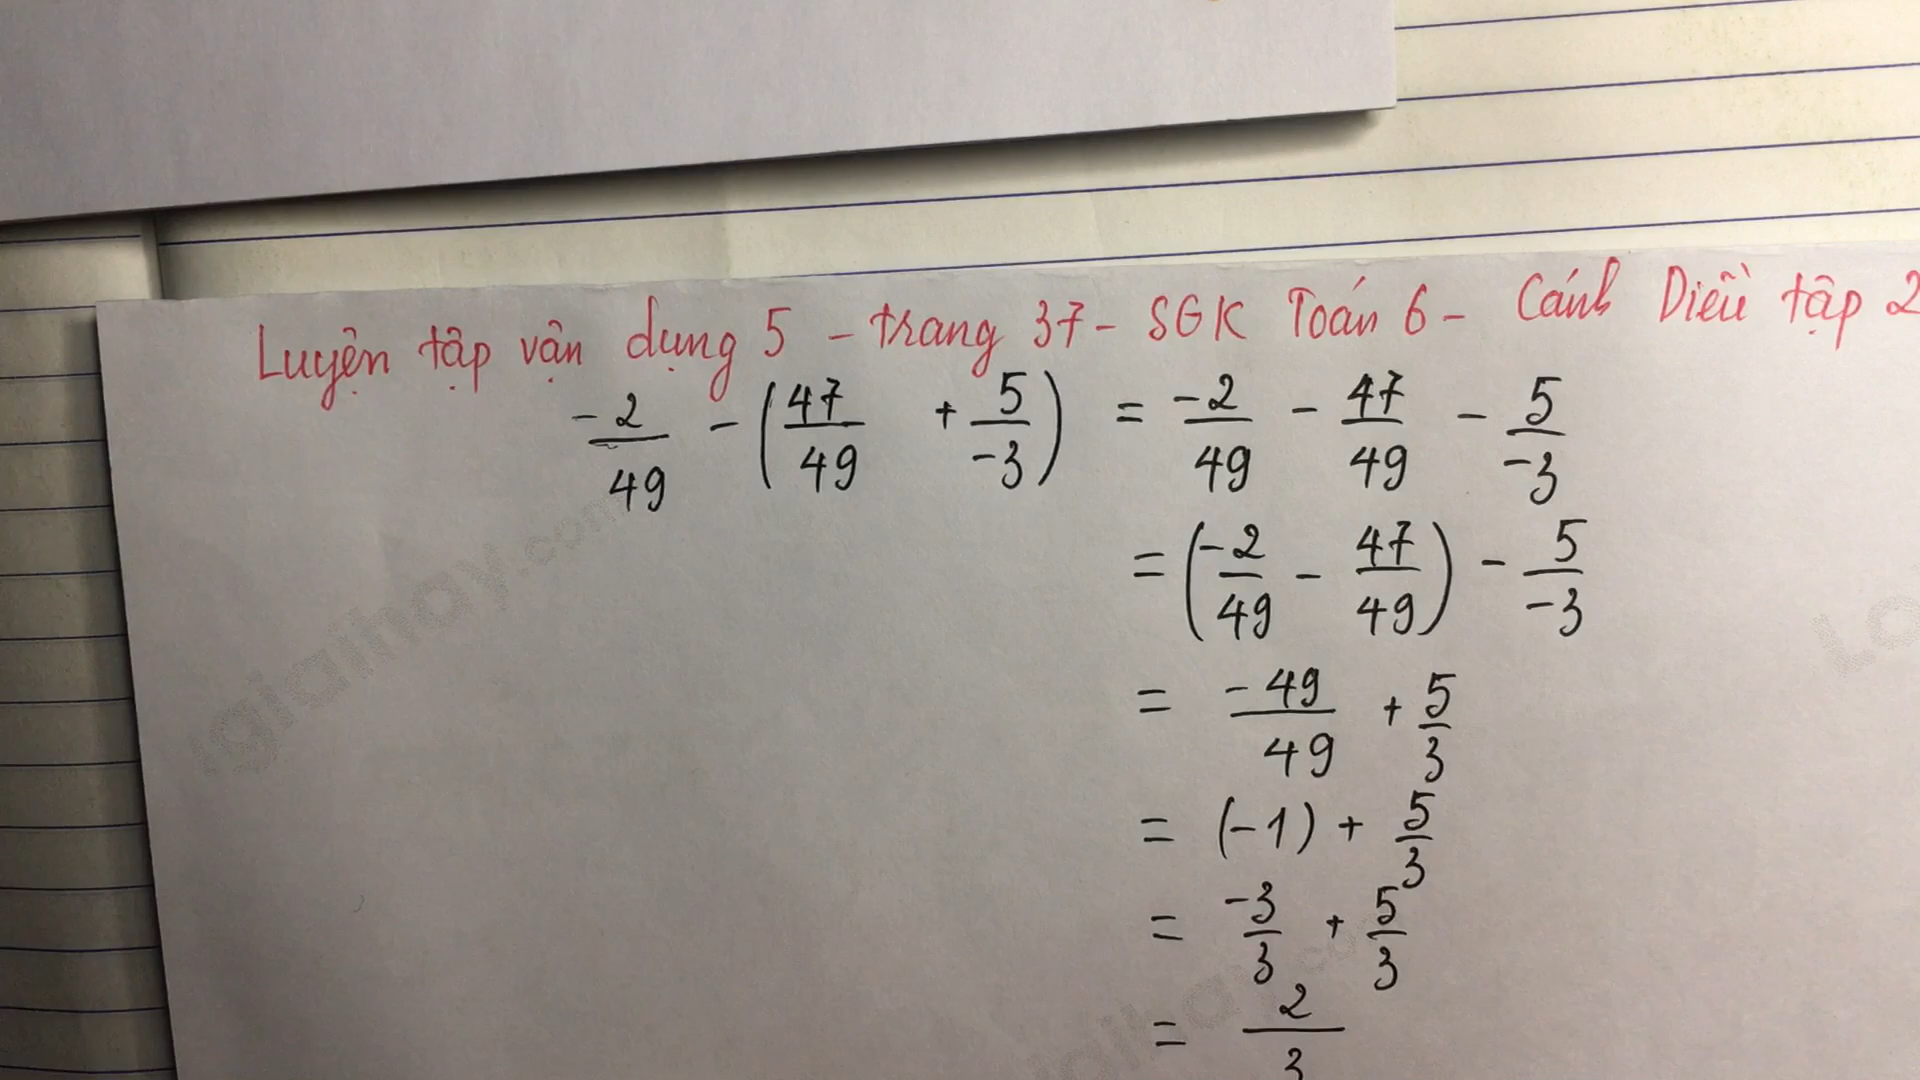 Luyện tập vận dụng 5 - trang 37 - SGK Toán 6 - Cánh Diều tập 2
-2/49 - (47/49 + 5/-3) = -2/49 - 47/49 - 5/-3
= (-2/49 - 47/49) - 5/-3
= -49/49 + 5/3
= (-1) + 5/3
= -3/3 + 5/3
= 2/3